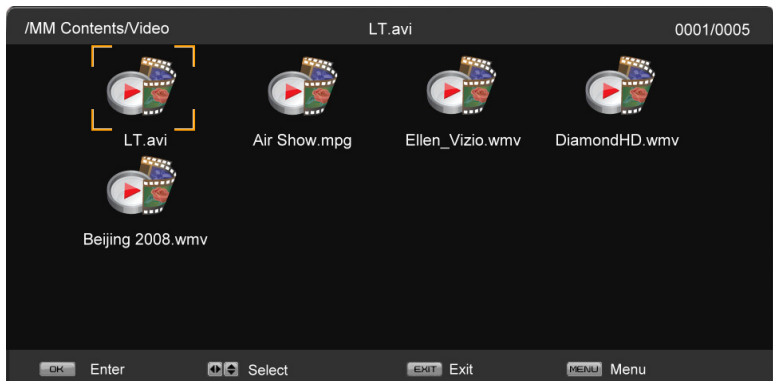 /MM Contents/Video LT.avi 0001/0005
LT.avi Air Show.mpg Ellen_Vizio.wmv DiamondHD.wmv
Beijing 2008.wmv
OK Enter Select EXIT Exit MENU Menu